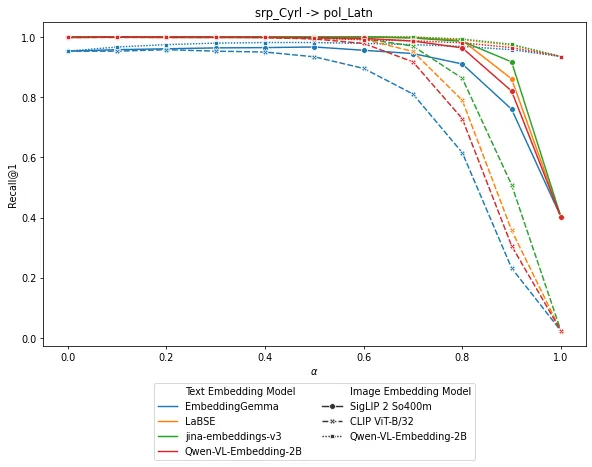 srp_Cyrl -> pol_Latn
1.0
0.8
0.6
0.4
0.2
0.0
Recall@1
0.0 0.2 0.4 0.6 0.8 1.0
α
Text Embedding Model
EmbeddingGemma
LaBSE
jina-embeddings-v3
Qwen-VL-Embedding-2B
Image Embedding Model
SigLIP 2 So400m
CLIP ViT-B/32
Qwen-VL-Embedding-2B